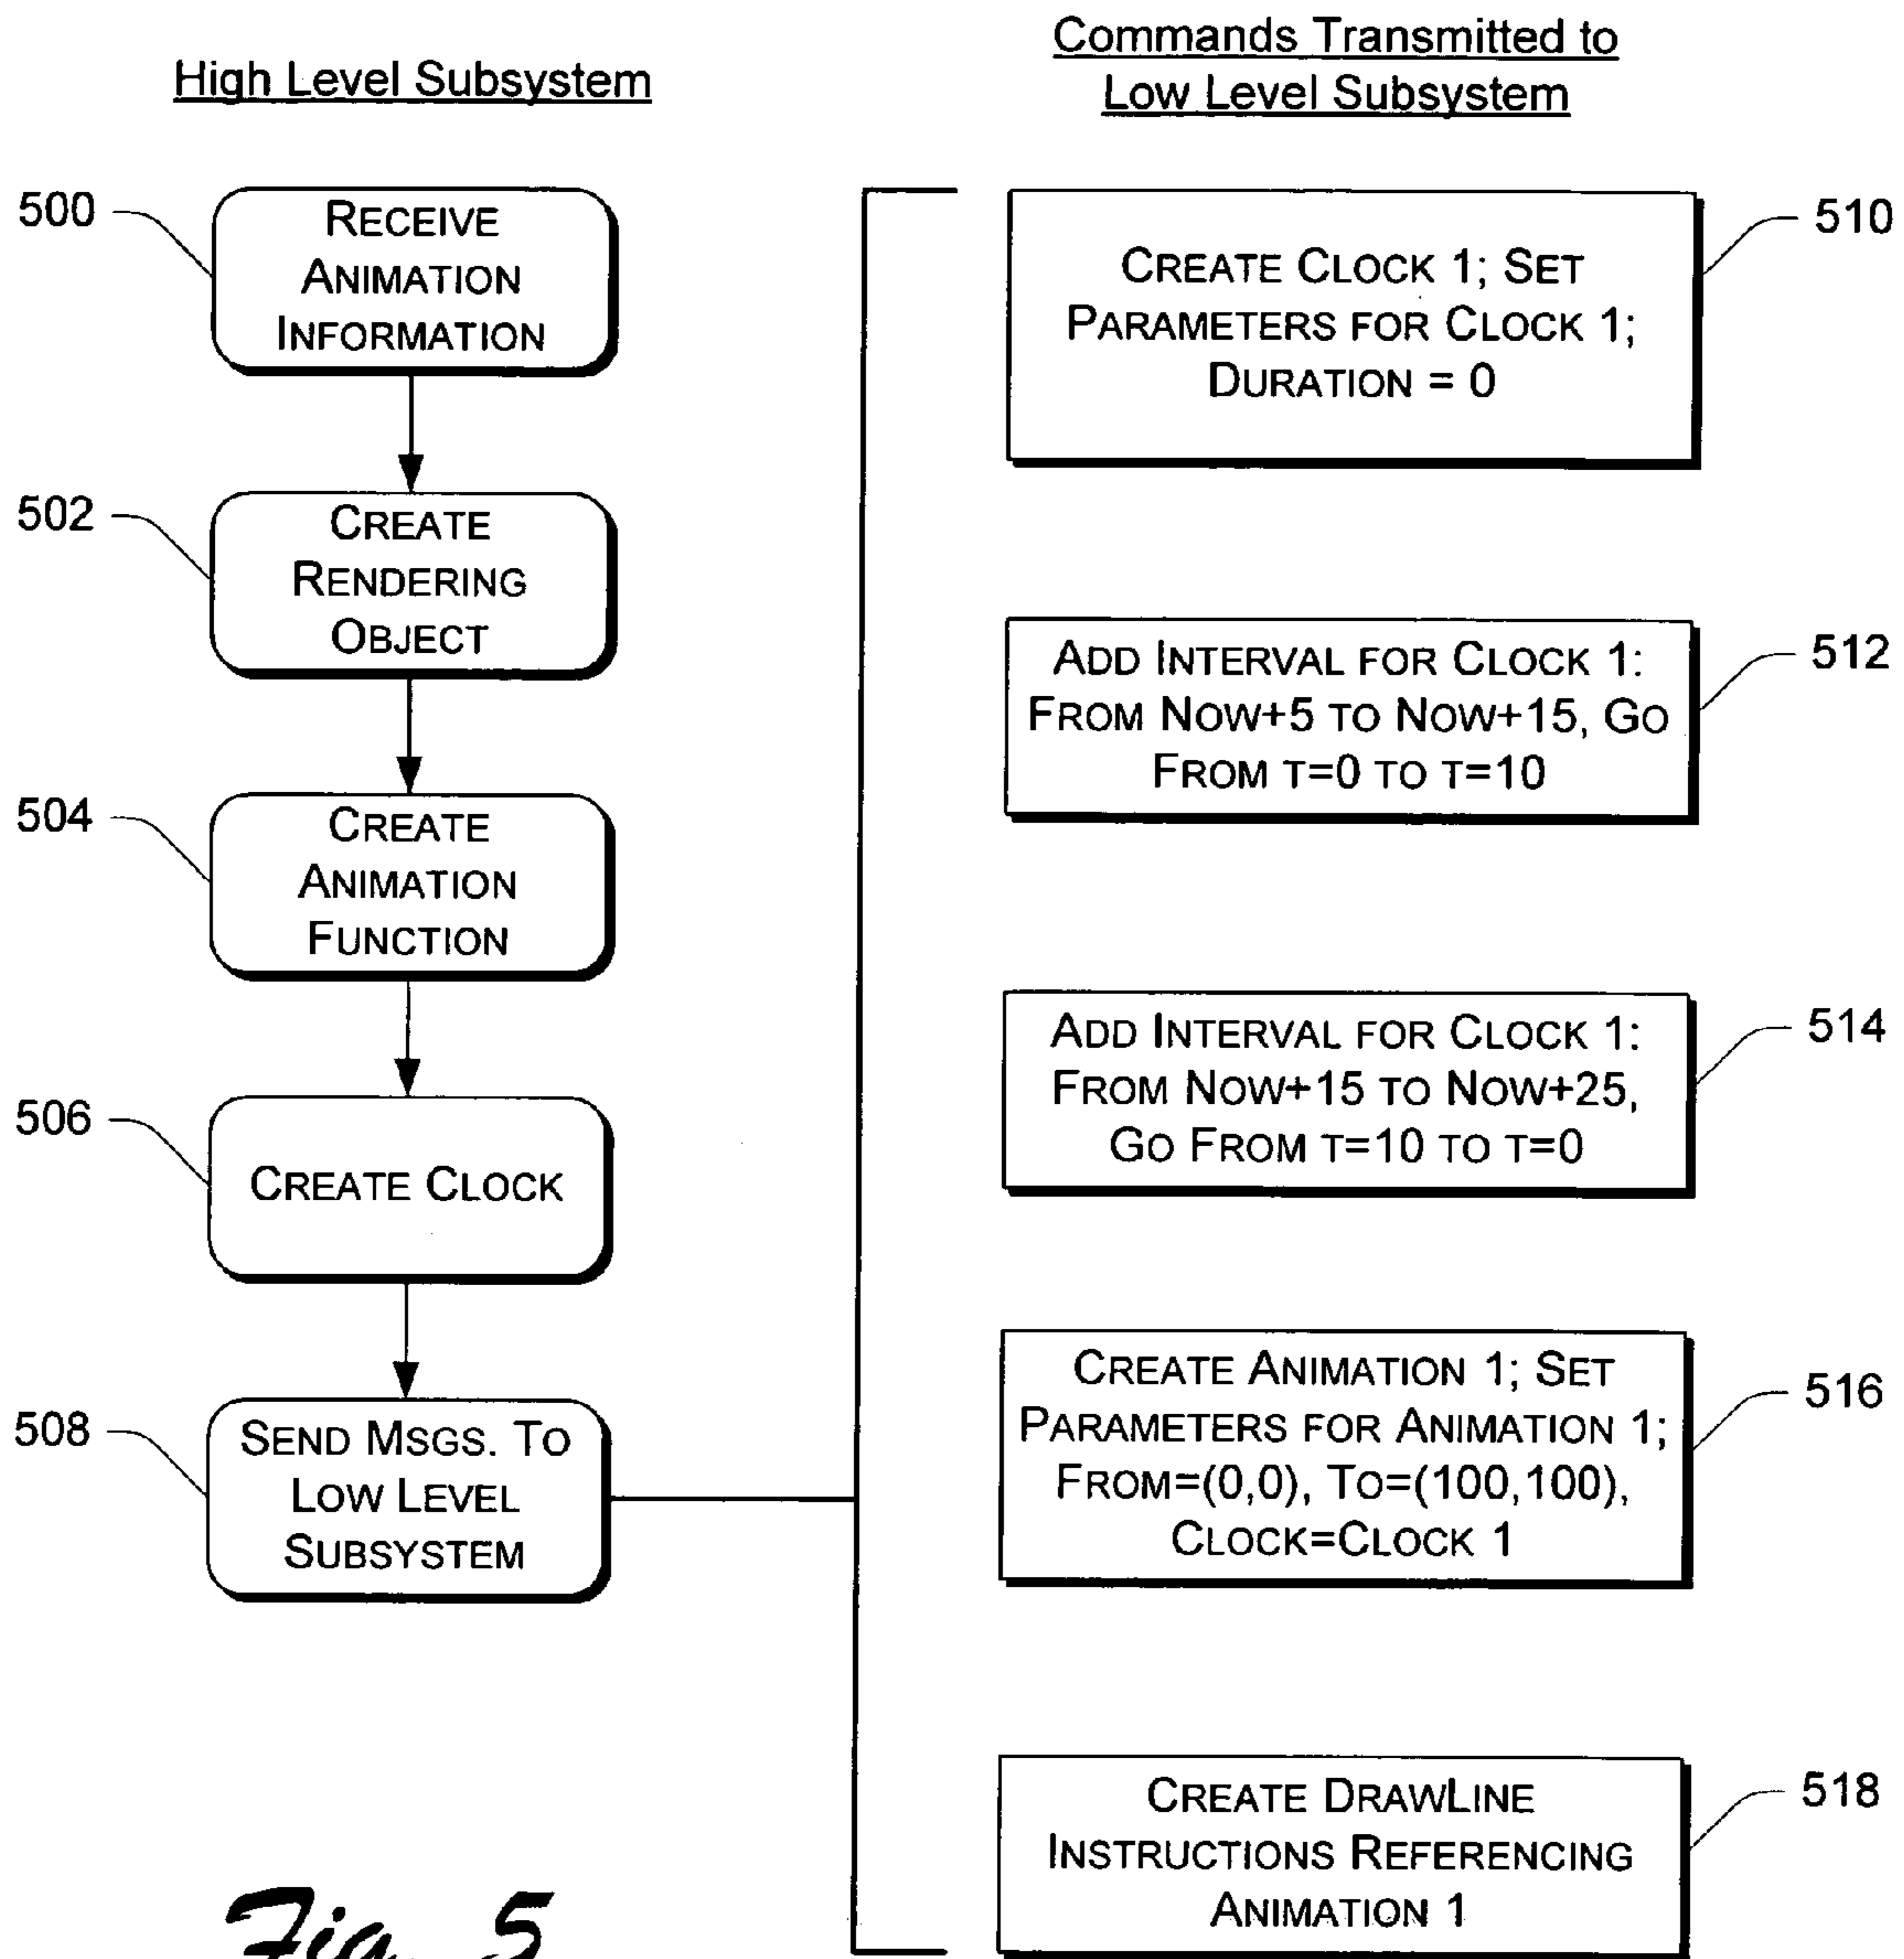 High Level Subsystem
500
RECEIVE
ANIMATION
INFORMATION
502
CREATE
RENDERING
OBJECT
504
CREATE
ANIMATION
FUNCTION
506
CREATE CLOCK
508
SEND MSGS. TO
LOW LEVEL
SUBSYSTEM
Commands Transmitted to
Low Level Subsystem
510
CREATE CLOCK 1; SET
PARAMETERS FOR CLOCK 1;
DURATION = 0
512
ADD INTERVAL FOR CLOCK 1:
FROM NOW+5 TO NOW+15, GO
FROM T=0 TO T=10
514
ADD INTERVAL FOR CLOCK 1:
FROM NOW+15 TO NOW+25,
GO FROM T=10 TO T=0
516
CREATE ANIMATION 1; SET
PARAMETERS FOR ANIMATION 1;
FROM=(0,0), TO=(100,100),
CLOCK=CLOCK 1
518
CREATE DRAWLINE
INSTRUCTIONS REFERENCING
ANIMATION 1
Fig. 5